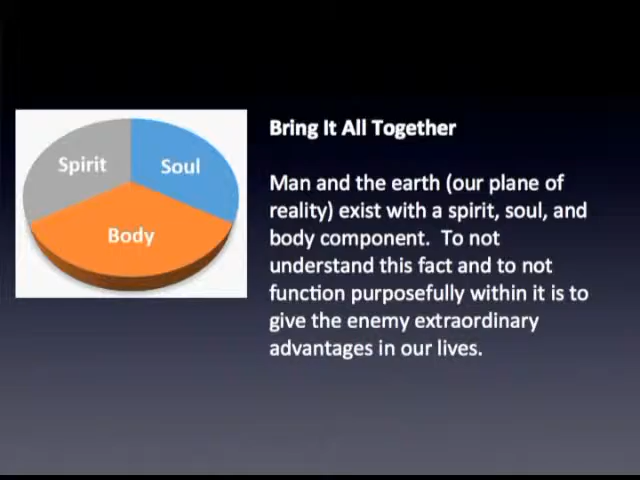 Spirit
Soul
Body
Bring It All Together
Man and the earth (our plane of
reality) exist with a spirit, soul, and
body component.  To not
understand this fact and to not
function purposefully within it is to
give the enemy extraordinary
advantages in our lives.